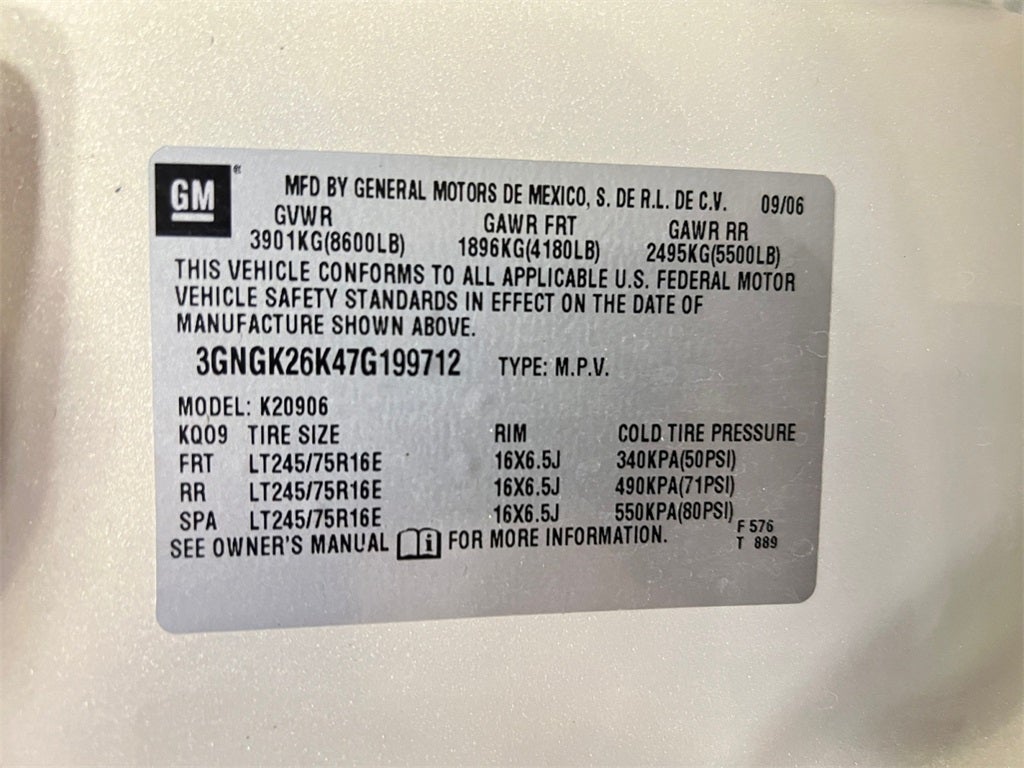 GM
MFD BY GENERAL MOTORS DE MEXICO, S. DE R.L. DE C.V. 09/06
GVWR GAWR FRT GAWR RR
3901KG(8600LB) 1896KG(4180LB) 2495KG(5500LB)
THIS VEHICLE CONFORMS TO ALL APPLICABLE U.S. FEDERAL MOTOR
VEHICLE SAFETY STANDARDS IN EFFECT ON THE DATE OF
MANUFACTURE SHOWN ABOVE.
3GNGK26K47G199712 TYPE: M.P.V.
MODEL: K20906
KQ09 TIRE SIZE RIM COLD TIRE PRESSURE
FRT LT245/75R16E 16X6.5J 340KPA(50PSI)
RR LT245/75R16E 16X6.5J 490KPA(71PSI)
SPA LT245/75R16E 16X6.5J 550KPA(80PSI)
F 576
SEE OWNER'S MANUAL i FOR MORE INFORMATION. T 889